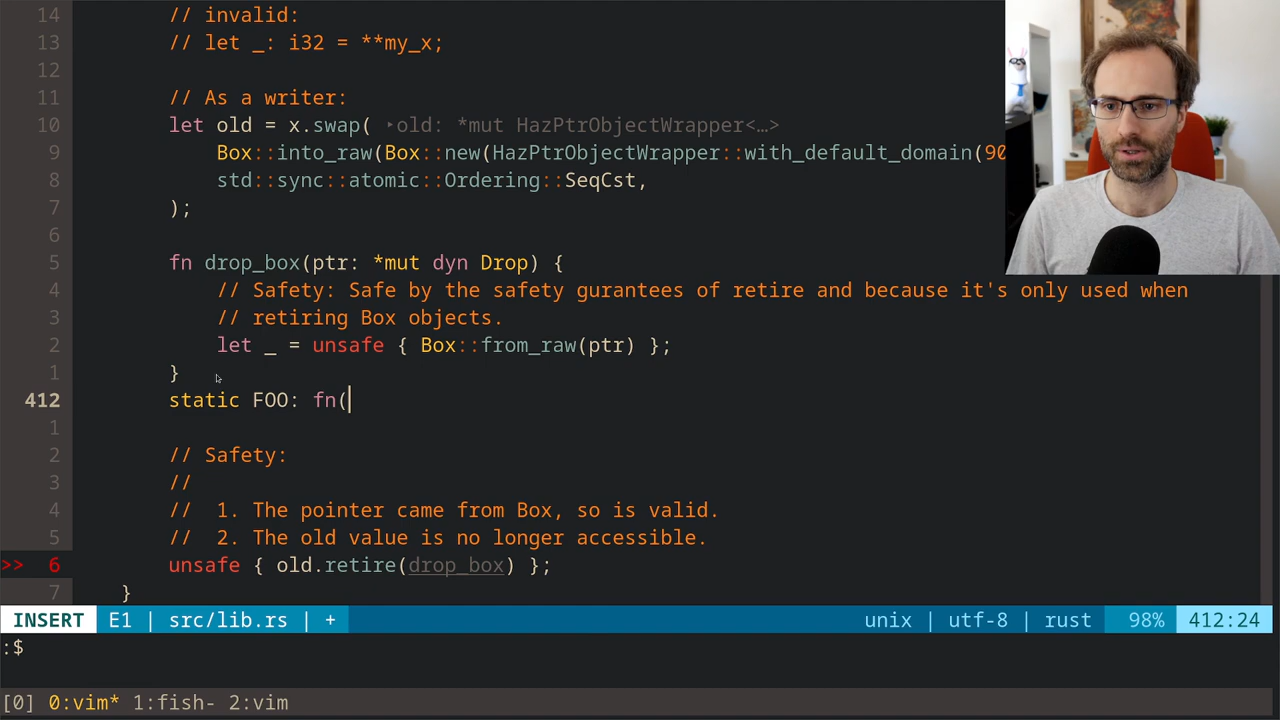 14 // invalid:
13 // let _: i32 = **my_x;
12
11 // As a writer:
10 let old = x.swap( ▸old: *mut HazPtrObjectWrapper<…>
9 Box::into_raw(Box::new(HazPtrObjectWrapper::with_default_domain(90
8 std::sync::atomic::Ordering::SeqCst,
7 );
6
5 fn drop_box(ptr: *mut dyn Drop) {
4 // Safety: Safe by the safety gurantees of retire and because it's only used when
3 // retiring Box objects.
2 let _ = unsafe { Box::from_raw(ptr) };
1 }
412 static FOO: fn(
1
2 // Safety:
3 //
4 //  1. The pointer came from Box, so is valid.
5 //  2. The old value is no longer accessible.
>> 6 unsafe { old.retire(drop_box) };
7 }
INSERT E1 | src/lib.rs | + unix | utf-8 | rust 98% 412:24
:$
[0] 0:vim* 1:fish- 2:vim